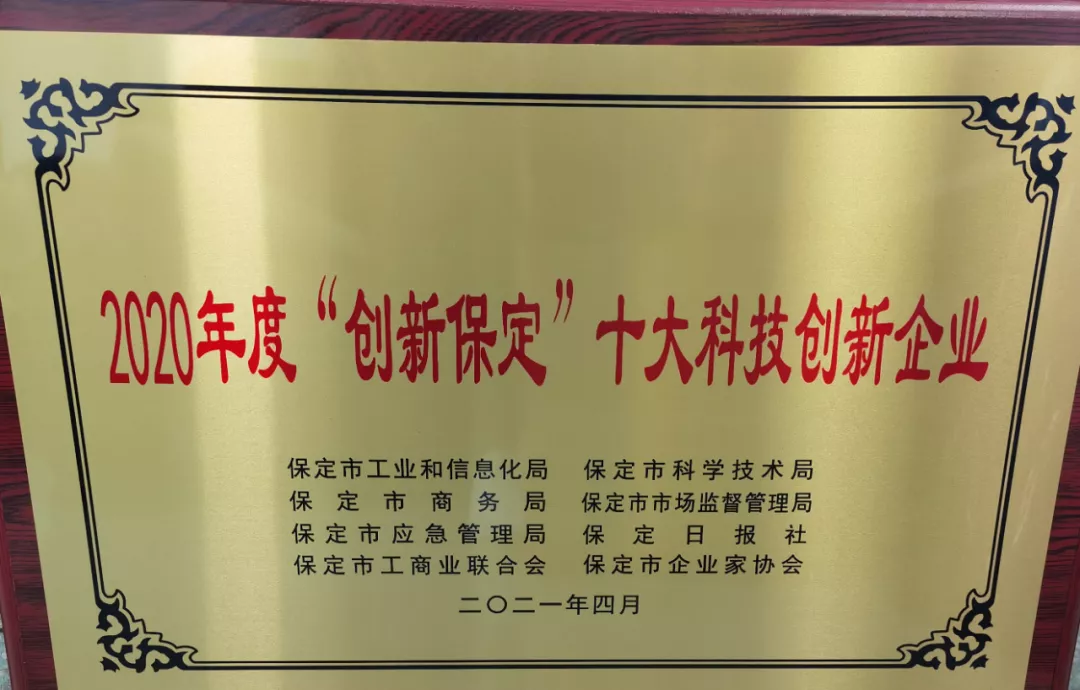 2020年度“创新保定”十大科技创新企业
保定市工业和信息化局 保定市科学技术局
保定市商务局 保定市市场监督管理局
保定市应急管理局 保定日报社
保定市工商业联合会 保定市企业家协会
二〇二一年四月